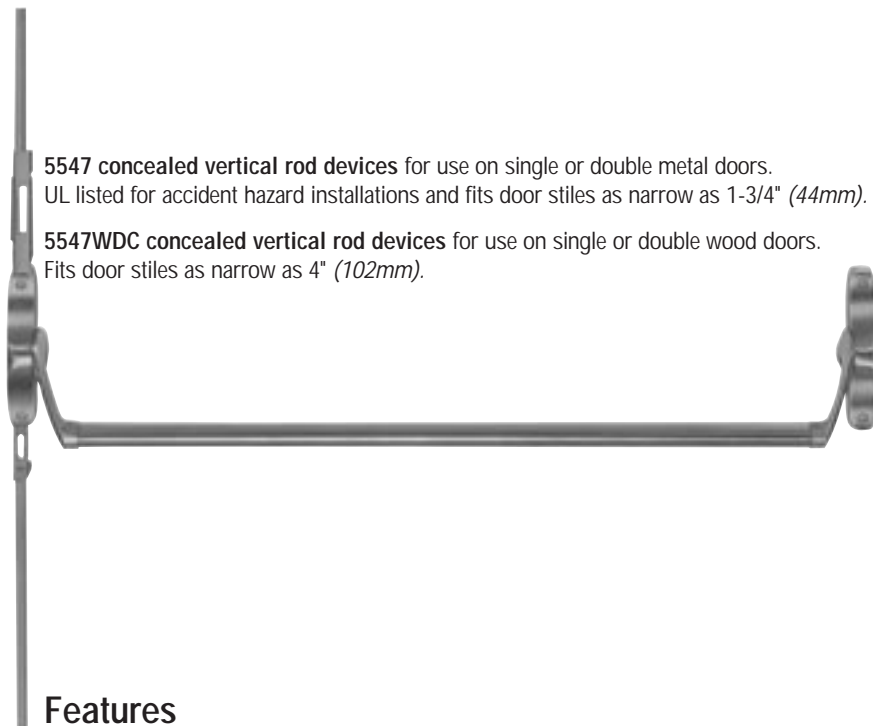 5547 concealed vertical rod devices for use on single or double metal doors.
UL listed for accident hazard installations and fits door stiles as narrow as 1-3/4" (44mm).
5547WDC concealed vertical rod devices for use on single or double wood doors.
Fits door stiles as narrow as 4" (102mm).
Features